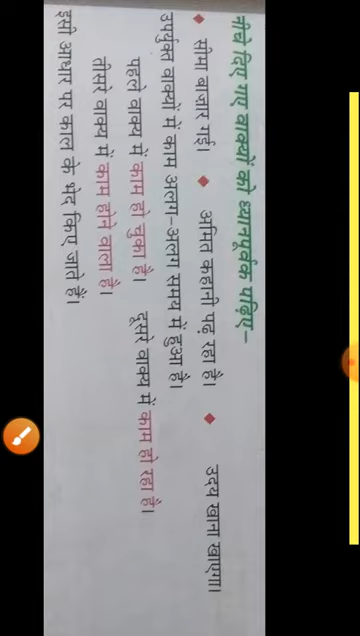 नीचे दिए गए वाक्यों को ध्यानपूर्वक पढ़िए–
◆ सीमा बाज़ार गई। ◆ अमित कहानी पढ़ रहा है। ◆ उदय खाना खाएगा।
उपर्युक्त वाक्यों में काम अलग-अलग समय में हुआ है।
पहले वाक्य में काम हो चुका है। दूसरे वाक्य में काम हो रहा है।
तीसरे वाक्य में काम होने वाला है।
इसी आधार पर काल के भेद किए जाते हैं।